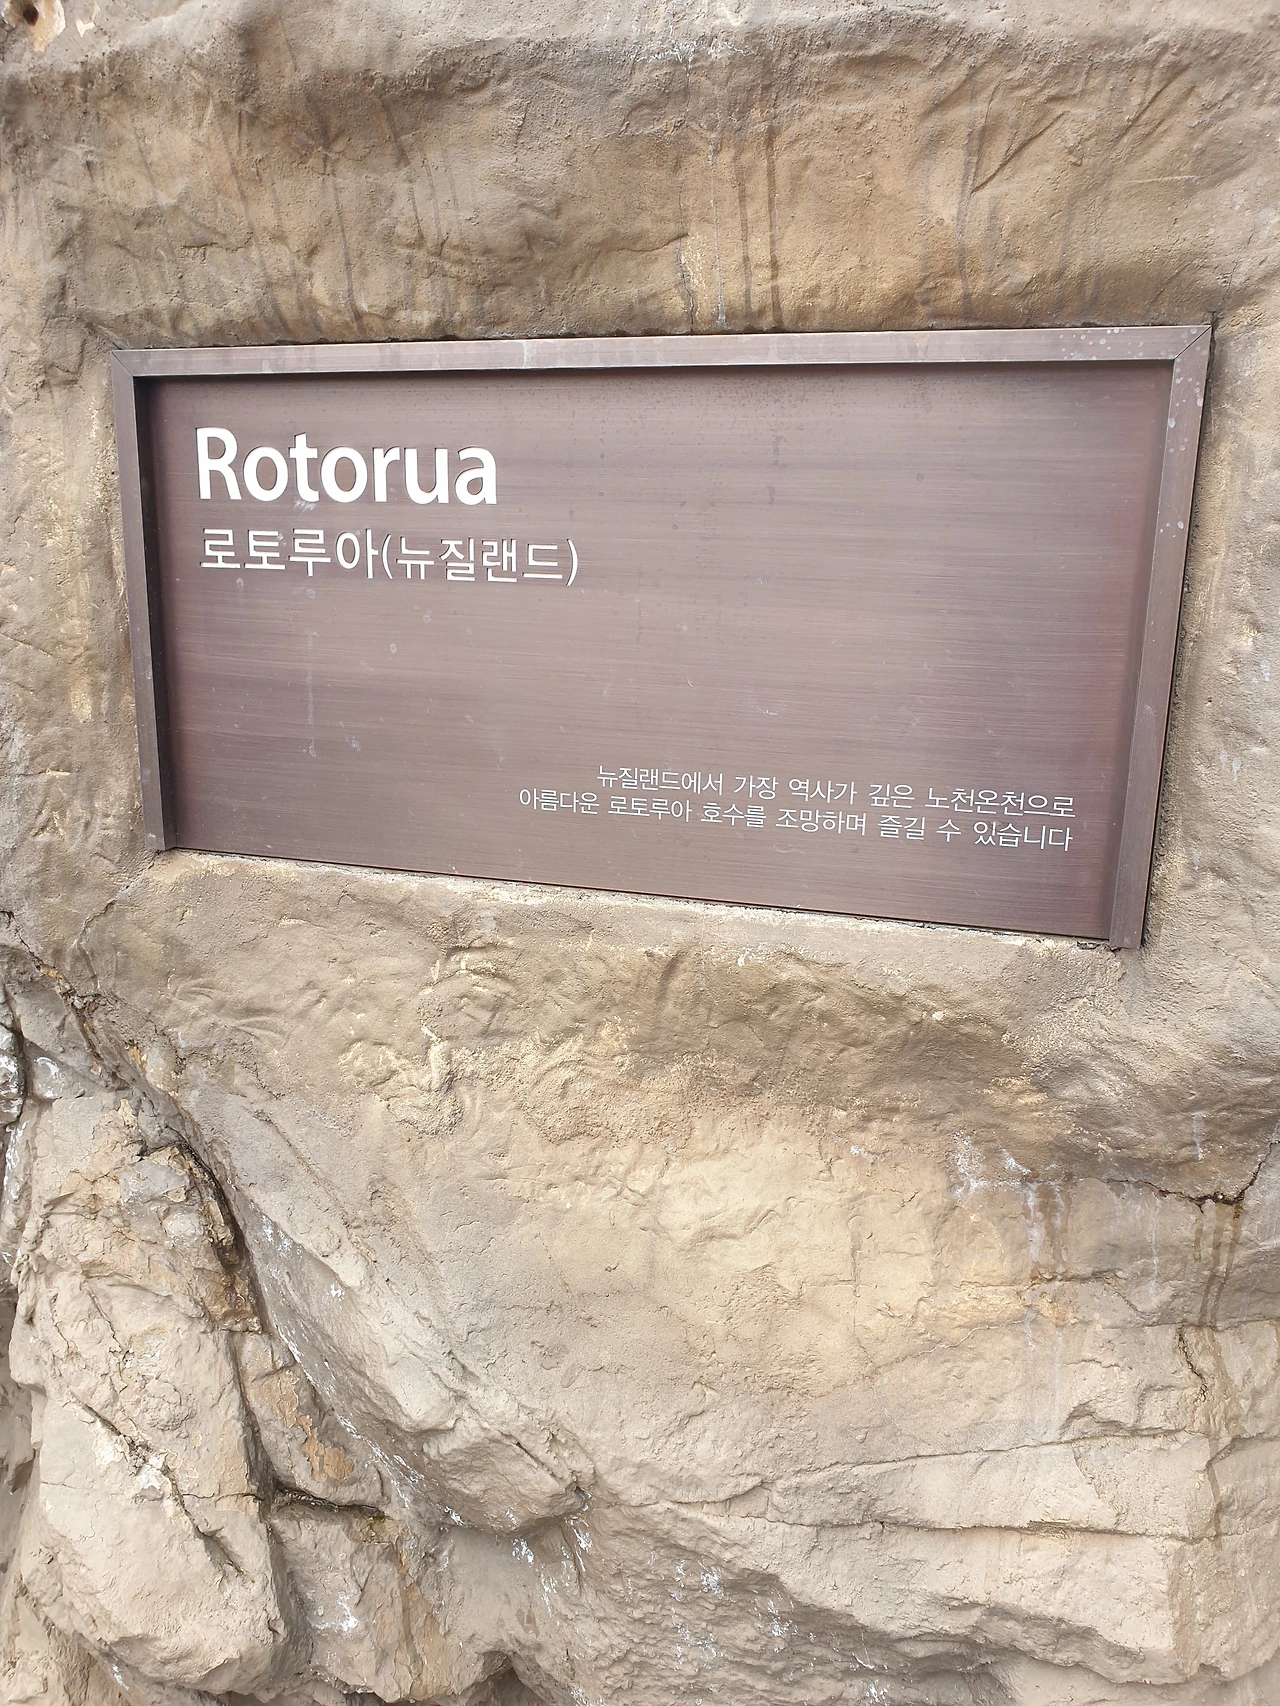 Rotorua
로토루아(뉴질랜드)
뉴질랜드에서 가장 역사가 깊은 노천온천으로
아름다운 로토루아 호수를 조망하며 즐길 수 있습니다